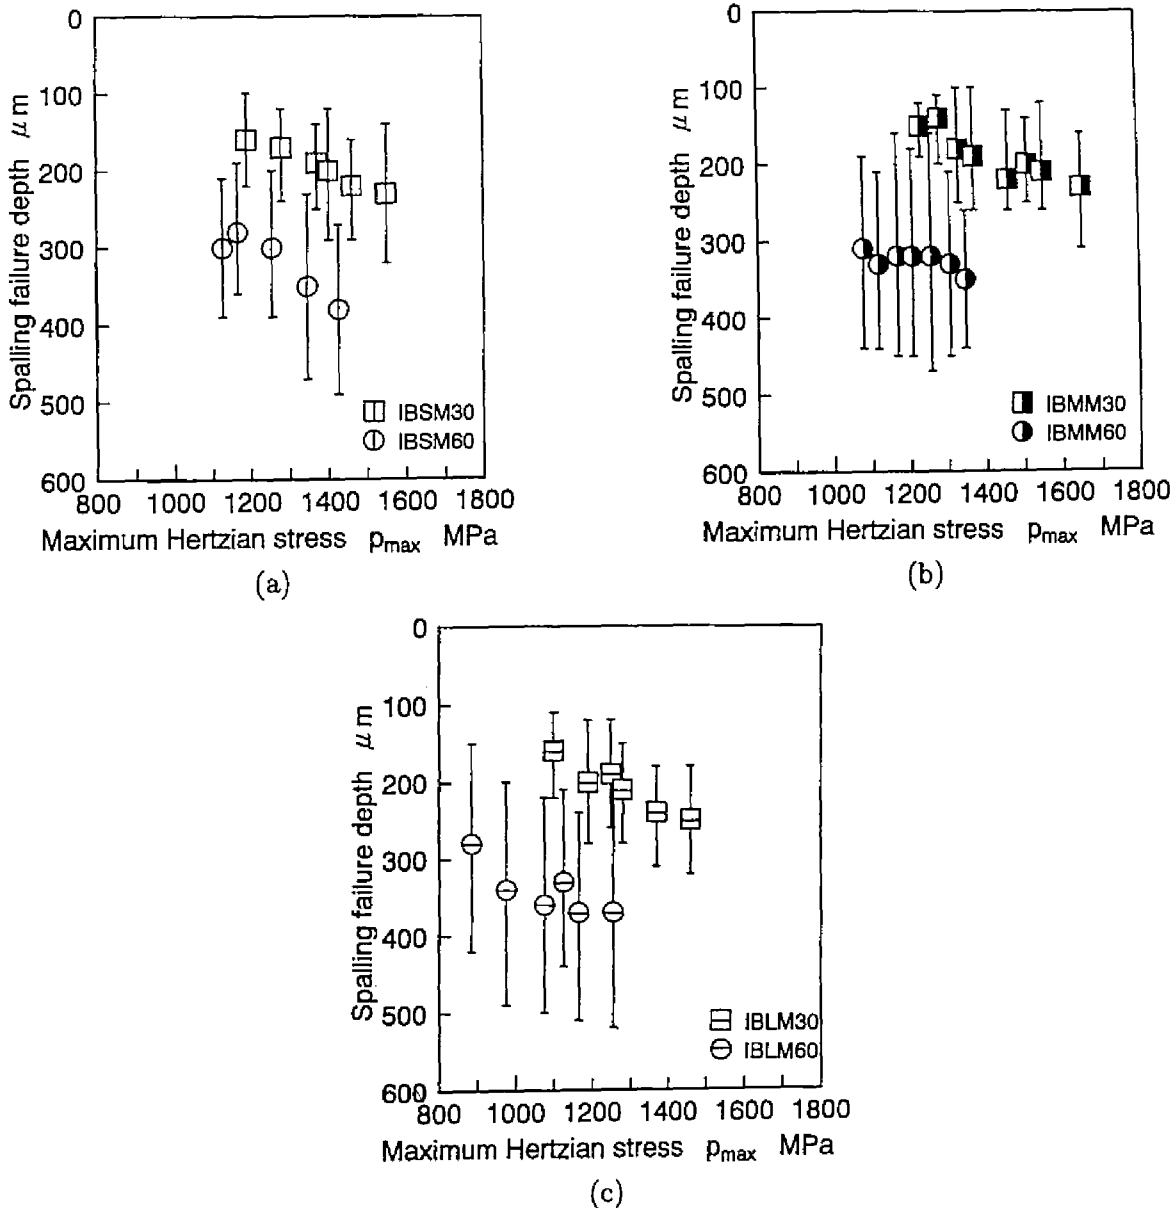 0
100
200
300
400
500
600
Spalling failure depth μm
IBSM30
IBSM60
800 1000 1200 1400 1600 1800
Maximum Hertzian stress pmax MPa
(a)
0
100
200
300
400
500
600
Spalling failure depth μm
IBMM30
IBMM60
800 1000 1200 1400 1600 1800
Maximum Hertzian stress pmax MPa
(b)
0
100
200
300
400
500
600
Spalling failure depth μm
IBLM30
IBLM60
800 1000 1200 1400 1600 1800
Maximum Hertzian stress pmax MPa
(c)